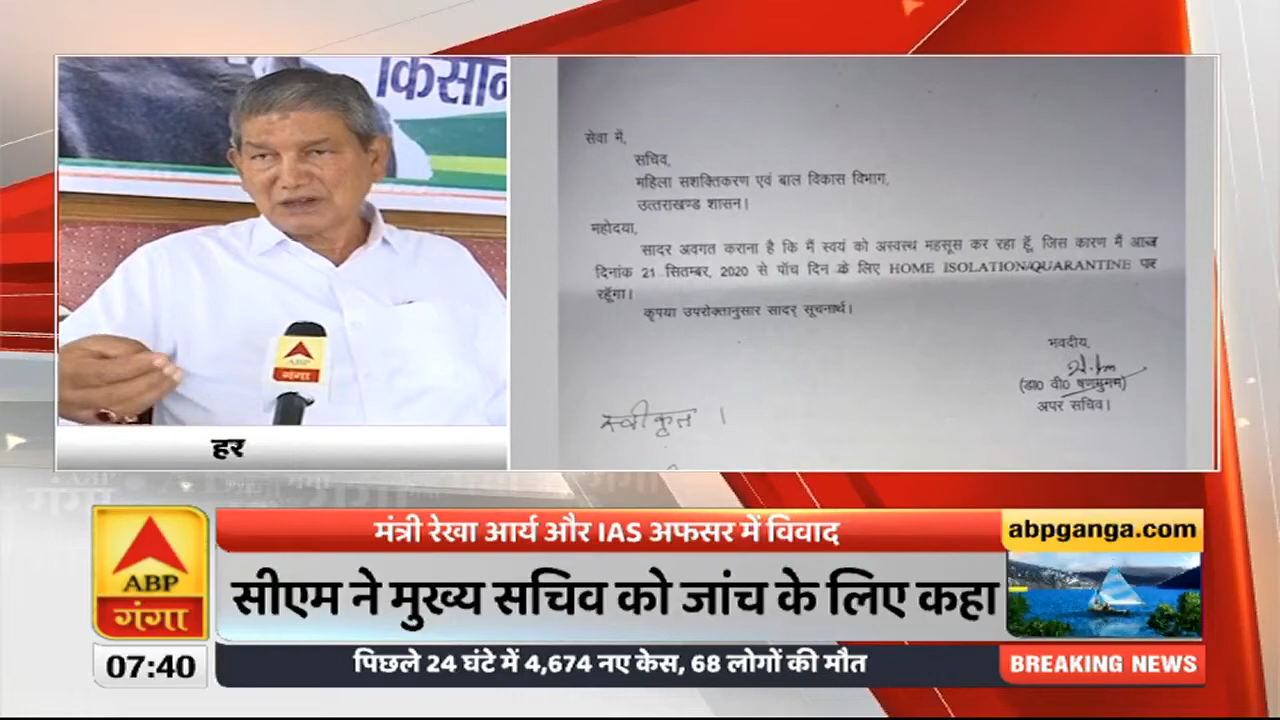 किसान
सेवा में,
सचिव,
महिला सशक्तिकरण एवं बाल विकास विभाग,
उत्तराखण्ड शासन।
महोदया,
सादर अवगत कराना है कि मैं स्वयं को अस्वस्थ महसूस कर रहा हूँ, जिस कारण मैं आज
दिनांक 21 सितम्बर, 2020 से पाँच दिन के लिए HOME ISOLATION/QUARANTINE पर
रहूँगा।
कृपया उपरोक्तानुसार सादर सूचनार्थ।
भवदीय,
(डा0 वी0 षणमुगम)
अपर सचिव।
स्वीकृत ।
ABP
गंगा
हर
मंत्री रेखा आर्य और IAS अफसर में विवाद
abpganga.com
ABP
गंगा
सीएम ने मुख्य सचिव को जांच के लिए कहा
07:40
पिछले 24 घंटे में 4,674 नए केस, 68 लोगों की मौत
BREAKING NEWS